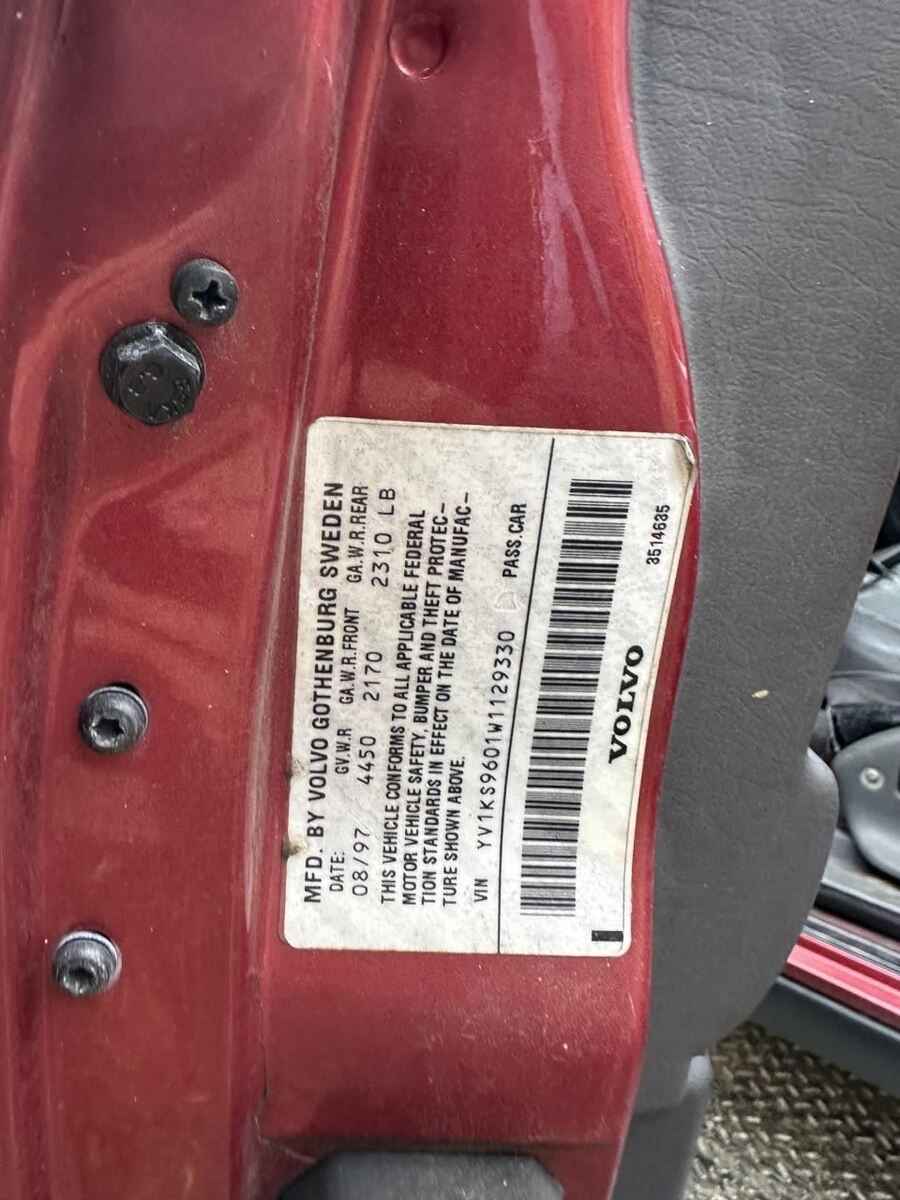 MFD. BY VOLVO GOTHENBURG SWEDEN
DATE: GV.W.R GA.W.R.FRONT GA.W.R.REAR
08/97 4450 2170 2310 LB
THIS VEHICLE CONFORMS TO ALL APPLICABLE FEDERAL
MOTOR VEHICLE SAFETY, BUMPER AND THEFT PROTEC-
TION STANDARDS IN EFFECT ON THE DATE OF MANUFAC-
TURE SHOWN ABOVE.
VIN YV1KS9601W1129330 PASS.CAR
VOLVO
3514635